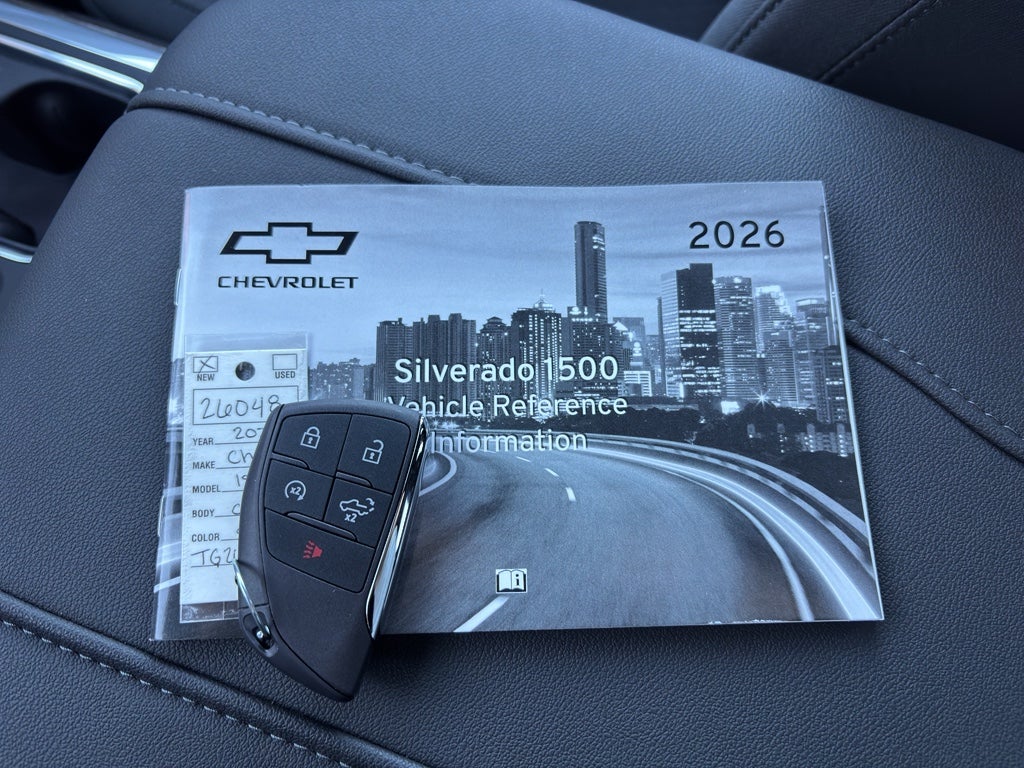 CHEVROLET
2026
Silverado 1500
Vehicle Reference
Information
NEW
USED
26048
YEAR
MAKE
MODEL
BODY
COLOR
x2
x2